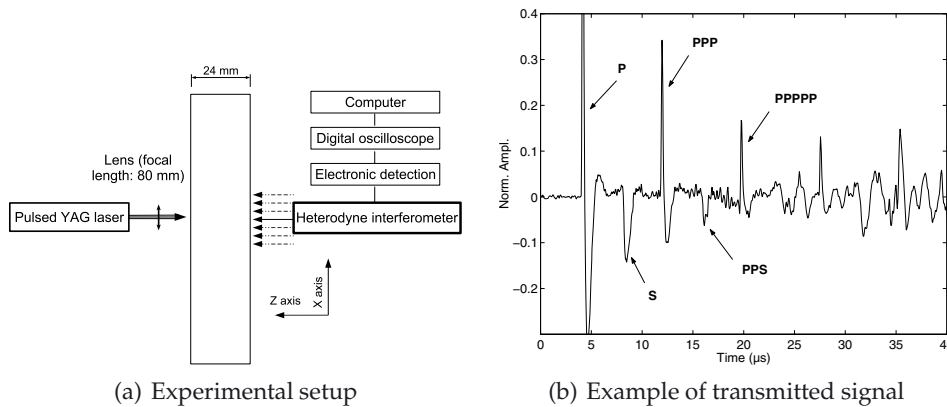 24 mm
Computer
Digital oscilloscope
Lens (focal
length: 80 mm)
Electronic detection
Pulsed YAG laser
Heterodyne interferometer
Z axis
X axis
(a) Experimental setup
0.4
0.3
0.2
0.1
0
−0.1
−0.2
Norm. Ampl.
P
PPP
PPPPP
S
PPS
0 5 10 15 20 25 30 35 40
Time (μs)
(b) Example of transmitted signal